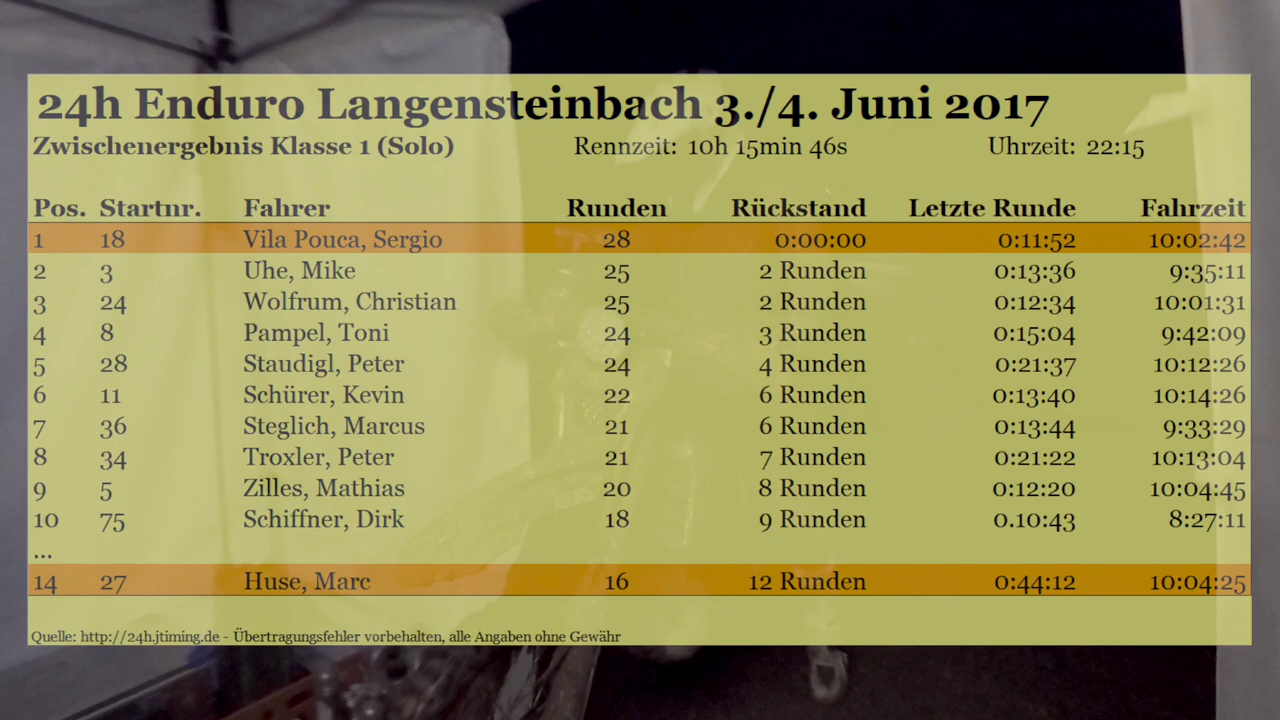 24h Enduro Langensteinbach 3./4. Juni 2017
Zwischenergebnis Klasse 1 (Solo) Rennzeit: 10h 15min 46s Uhrzeit: 22:15
Pos. Startnr. Fahrer Runden Rückstand Letzte Runde Fahrzeit
1 18 Vila Pouca, Sergio 28 0:00:00 0:11:52 10:02:42
2 3 Uhe, Mike 25 2 Runden 0:13:36 9:35:11
3 24 Wolfrum, Christian 25 2 Runden 0:12:34 10:01:31
4 8 Pampel, Toni 24 3 Runden 0:15:04 9:42:09
5 28 Staudigl, Peter 24 4 Runden 0:21:37 10:12:26
6 11 Schürer, Kevin 22 6 Runden 0:13:40 10:14:26
7 36 Steglich, Marcus 21 6 Runden 0:13:44 9:33:29
8 34 Troxler, Peter 21 7 Runden 0:21:22 10:13:04
9 5 Zilles, Mathias 20 8 Runden 0:12:20 10:04:45
10 75 Schiffner, Dirk 18 9 Runden 0.10:43 8:27:11
...
14 27 Huse, Marc 16 12 Runden 0:44:12 10:04:25
Quelle: http://24h.jtiming.de - Übertragungsfehler vorbehalten, alle Angaben ohne Gewähr